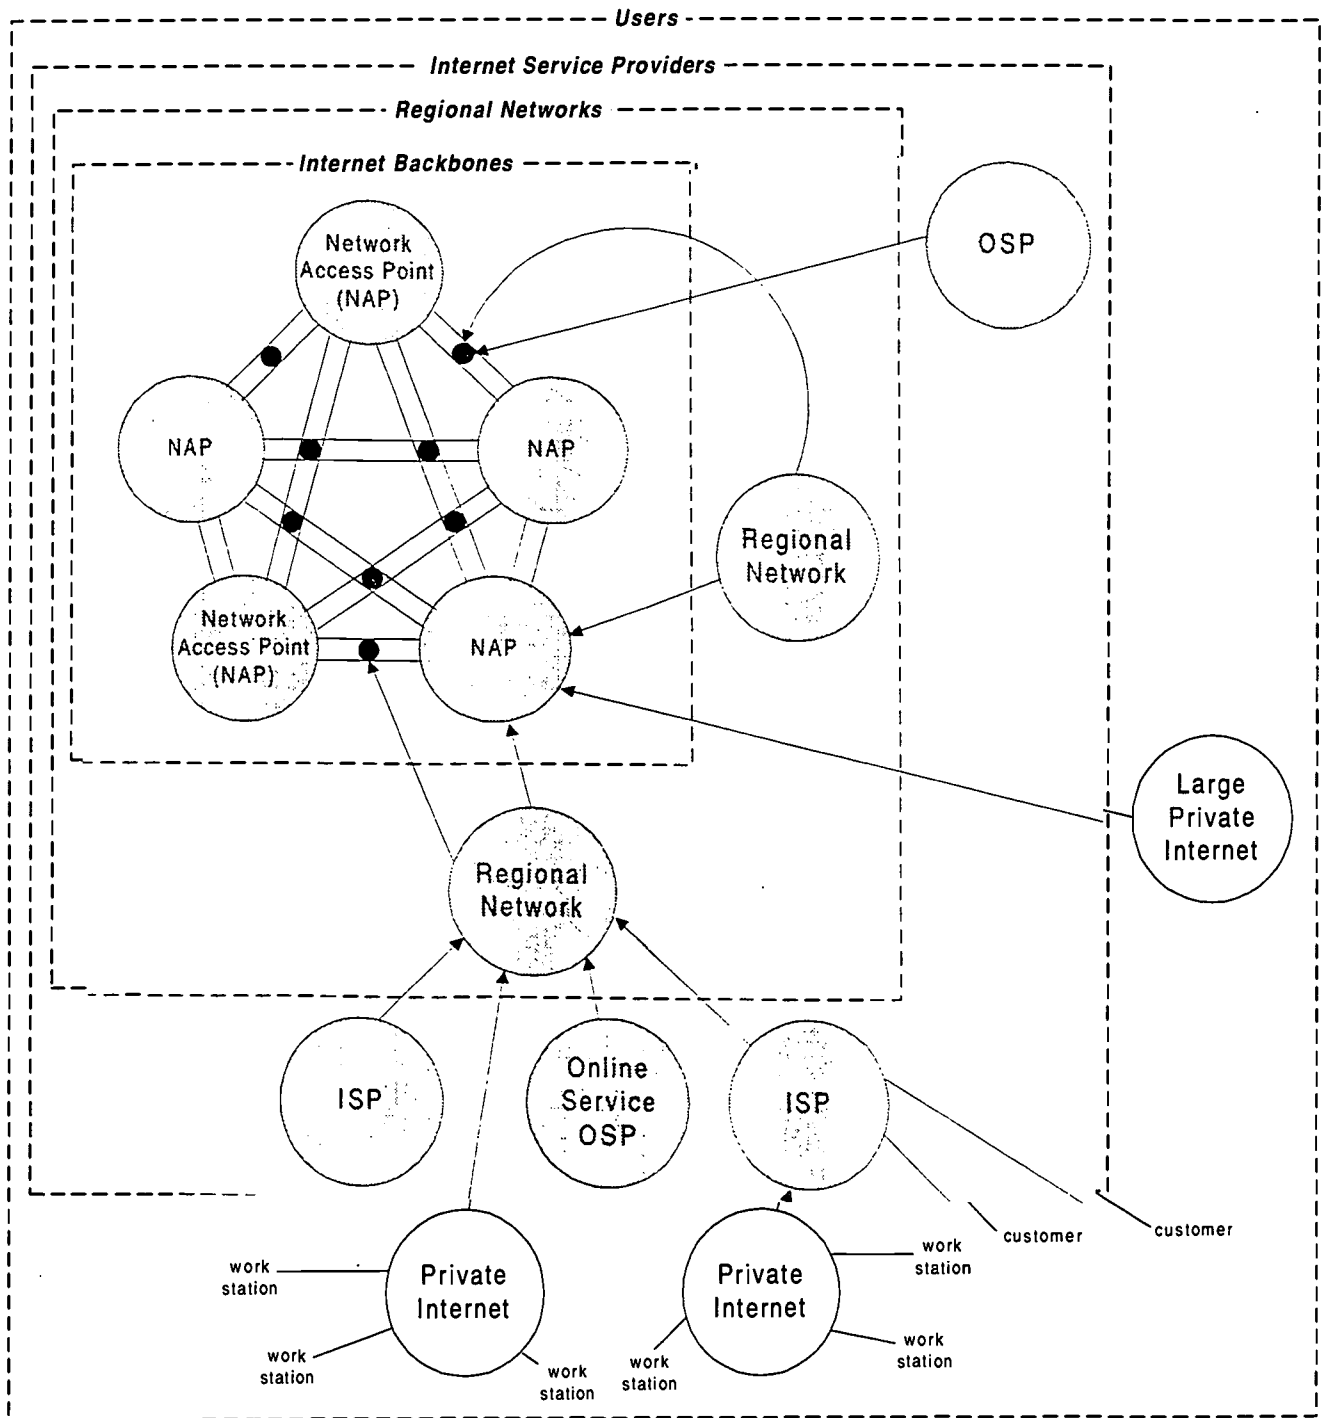 Users
Internet Service Providers
Regional Networks
Internet Backbones
Network
Access Point
(NAP)
OSP
NAP
NAP
Regional
Network
Network
Access Point
(NAP)
NAP
Large
Private
Internet
Regional
Network
ISP
Online
Service
OSP
ISP
customer
customer
work
station
Private
Internet
work
station
work
station
Private
Internet
work
station
work
station
work
station